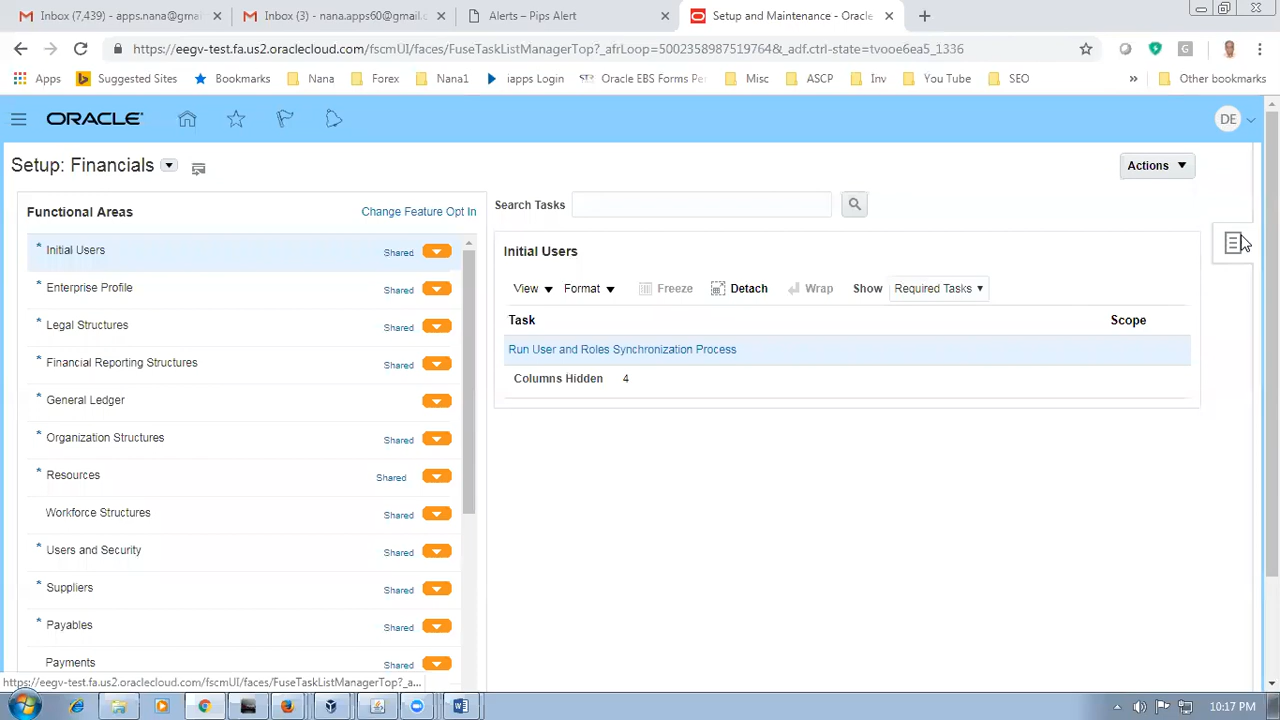 Inbox (7,439) - apps.nana@gma
Inbox (3) - nana.apps60@gmail.c
Alerts – Pips Alert
Setup and Maintenance - Oracle
https://eegv-test.fa.us2.oraclecloud.com/fscmUI/faces/FuseTaskListManagerTop?_afrLoop=5002358987519764&_adf.ctrl-state=tvooe6ea5_1336
Apps
Suggested Sites
Bookmarks
Nana
Forex
Nana1
iapps Login
Oracle EBS Forms Pe
Misc
ASCP
Inv
You Tube
SEO
Other bookmarks
ORACLE
DE
Setup: Financials
Actions
Functional Areas
Change Feature Opt In
Search Tasks
* Initial Users Shared
* Enterprise Profile Shared
* Legal Structures Shared
* Financial Reporting Structures Shared
General Ledger
* Organization Structures Shared
* Resources Shared
Workforce Structures Shared
* Users and Security Shared
* Suppliers Shared
* Payables Shared
Payments Shared
Initial Users
View Format Freeze Detach Wrap Show Required Tasks
Task Scope
Run User and Roles Synchronization Process
Columns Hidden 4
https://eegv-test.fa.us2.oraclecloud.com/fscmUI/faces/FuseTaskListManagerTop?_a...
10:17 PM